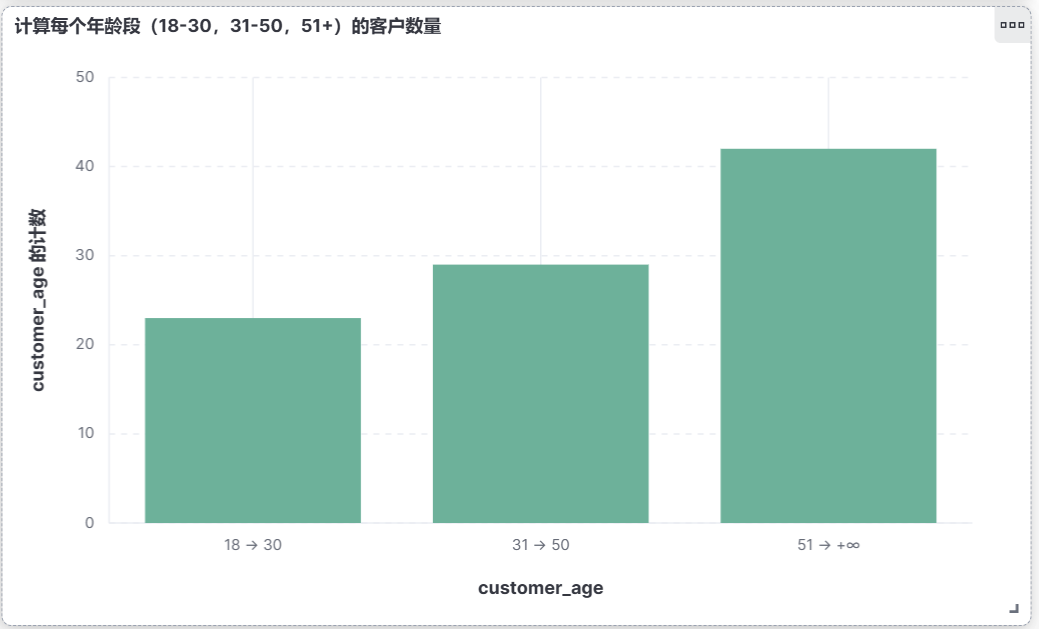 计算每个年龄段（18-30，31-50，51+）的客户数量
50
40
30
20
10
0
customer_age 的计数
18 → 30
31 → 50
51 → +∞
customer_age